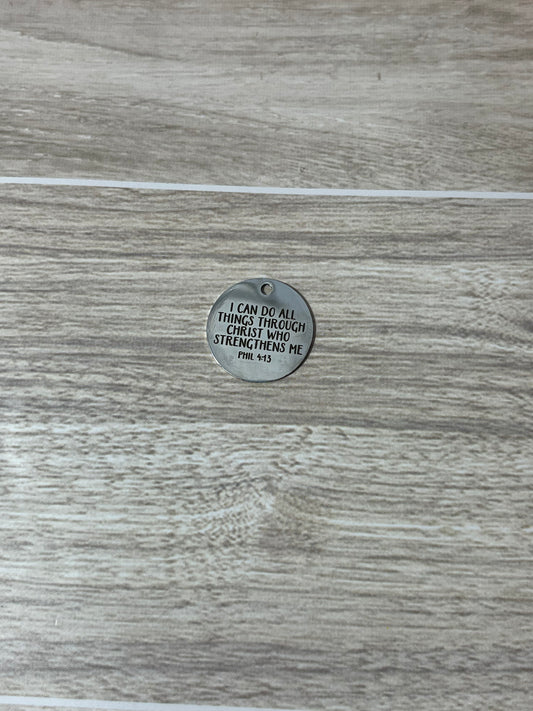 I CAN DO ALL
THINGS THROUGH
CHRIST WHO
STRENGTHENS ME
PHIL 4:13